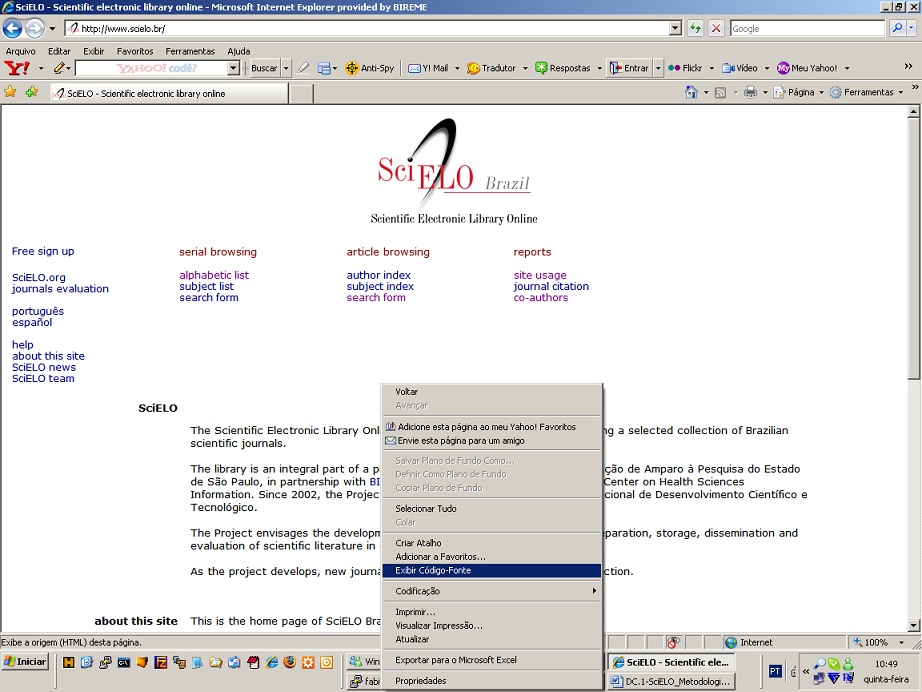 SciELO - Scientific electronic library online - Microsoft Internet Explorer provided by BIREME
http://www.scielo.br/
Google
Arquivo Editar Exibir Favoritos Ferramentas Ajuda
Y! YAHOO! cadê? Buscar Anti-Spy Y! Mail Tradutor Respostas Entrar Flickr Vídeo Meu Yahoo! »
SciELO - Scientific electronic library online
Página Ferramentas »
SciELO Brazil
Scientific Electronic Library Online
Free sign up
SciELO.org
journals evaluation
português
español
help
about this site
SciELO news
SciELO team
serial browsing
alphabetic list
subject list
search form
article browsing
author index
subject index
search form
reports
site usage
journal citation
co-authors
SciELO
The Scientific Electronic Library Onl
g a selected collection of Brazilian
scientific journals.
The library is an integral part of a p
ção de Amparo à Pesquisa do Estado
de São Paulo, in partnership with BI
Center on Health Sciences
Information. Since 2002, the Projec
cional de Desenvolvimento Científico e
Tecnológico.
The Project envisages the developm
paration, storage, dissemination and
evaluation of scientific literature in
As the project develops, new journa
ction.
about this site This is the home page of SciELO Bra
Voltar
Avançar
Adicione esta página ao meu Yahoo! Favoritos
Envie esta página para um amigo
Salvar Plano de Fundo Como...
Definir Como Plano de Fundo
Copiar Plano de Fundo
Selecionar Tudo
Colar
Criar Atalho
Adicionar a Favoritos...
Exibir Código-Fonte
Codificação
Imprimir...
Visualizar Impressão...
Atualizar
Exportar para o Microsoft Excel
Propriedades
Exibe a origem (HTML) desta página.
Internet 100%
Iniciar
Win
fabi
SciELO - Scientific ele...
DC.1-SciELO_Metodologi...
PT
«
10:49
quinta-feira